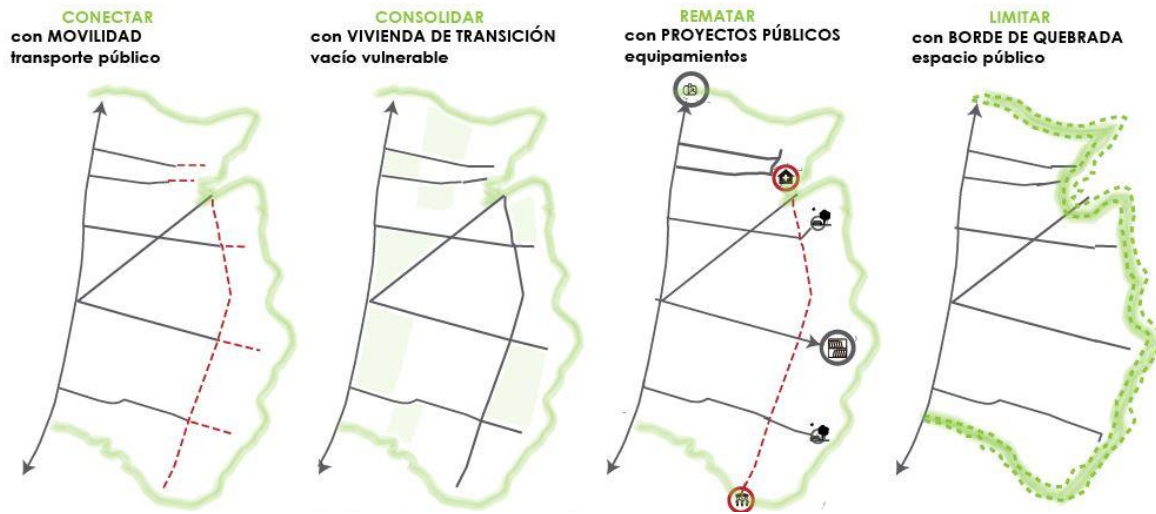 CONECTAR
con MOVILIDAD
transporte público
CONSOLIDAR
con VIVIENDA DE TRANSICIÓN
vacío vulnerable
REMATAR
con PROYECTOS PÚBLICOS
equipamientos
LIMITAR
con BORDE DE QUEBRADA
espacio público